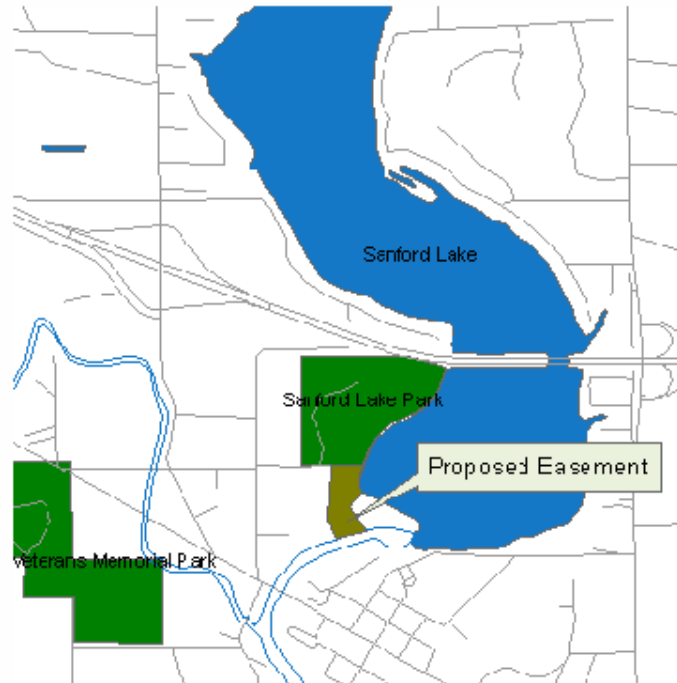 Sanford Lake
Sanford Lake Park
Proposed Easement
Veterans Memorial Park